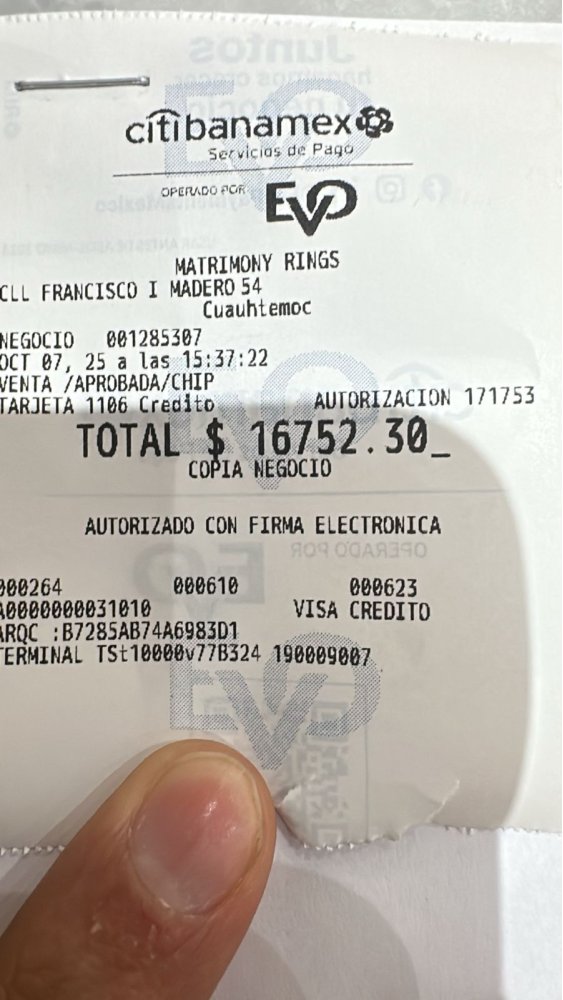 citibanamex
Servicios de Pago
OPERADO POR EVO
MATRIMONY RINGS
CLL FRANCISCO I MADERO 54
Cuauhtemoc
NEGOCIO 001285307
OCT 07, 25 a las 15:37:22
VENTA /APROBADA/CHIP
TARJETA 1106 Credito AUTORIZACION 171753
TOTAL $ 16752.30_
COPIA NEGOCIO
AUTORIZADO CON FIRMA ELECTRONICA
000264 000610 000623
A0000000031010 VISA CREDITO
ARQC :B7285AB74A6983D1
TERMINAL TSt10000v77B324 190009007